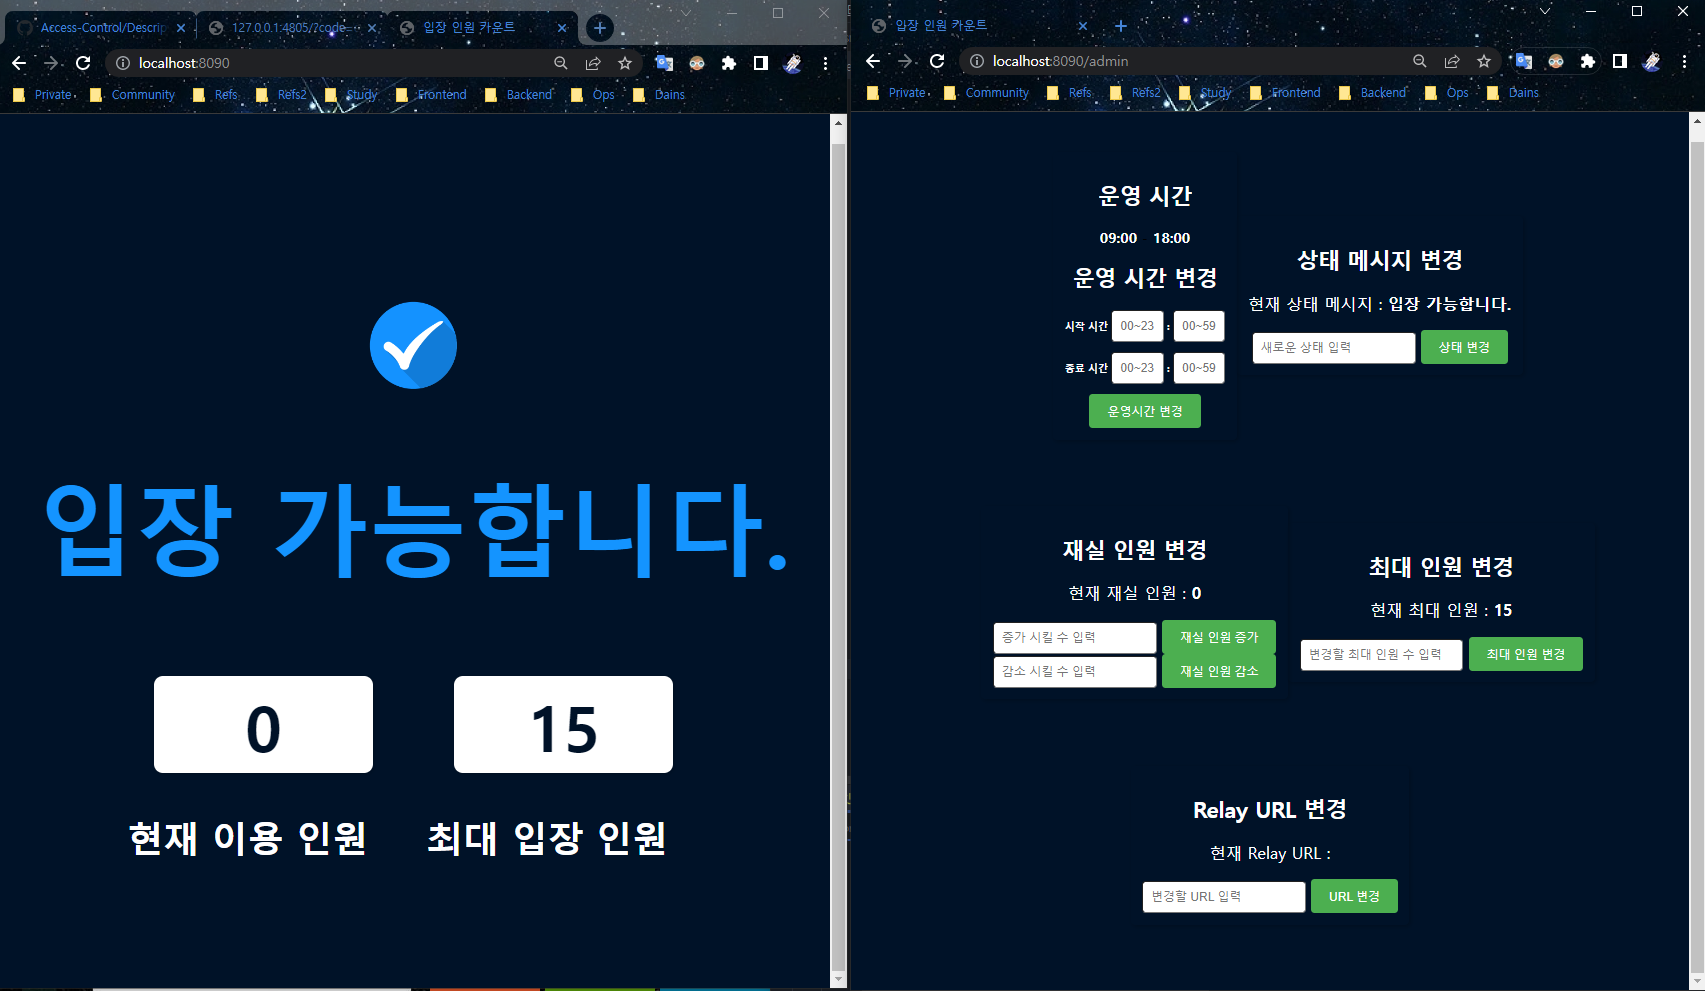 Access-Control/Descrip
127.0.0.1:4805/?code=
입장 인원 카운트
localhost:8090
Private
Community
Refs
Refs2
Study
Frontend
Backend
Ops
Dains
입장 가능합니다.
0
15
현재 이용 인원
최대 입장 인원
입장 인원 카운트
localhost:8090/admin
Private
Community
Refs
Refs2
Study
Frontend
Backend
Ops
Dains
운영 시간
09:00 18:00
운영 시간 변경
시작 시간 00~23 : 00~59
종료 시간 00~23 : 00~59
운영시간 변경
상태 메시지 변경
현재 상태 메시지 : 입장 가능합니다.
새로운 상태 입력 상태 변경
재실 인원 변경
현재 재실 인원 : 0
증가 시킬 수 입력 재실 인원 증가
감소 시킬 수 입력 재실 인원 감소
최대 인원 변경
현재 최대 인원 : 15
변경할 최대 인원 수 입력 최대 인원 변경
Relay URL 변경
현재 Relay URL :
변경할 URL 입력 URL 변경